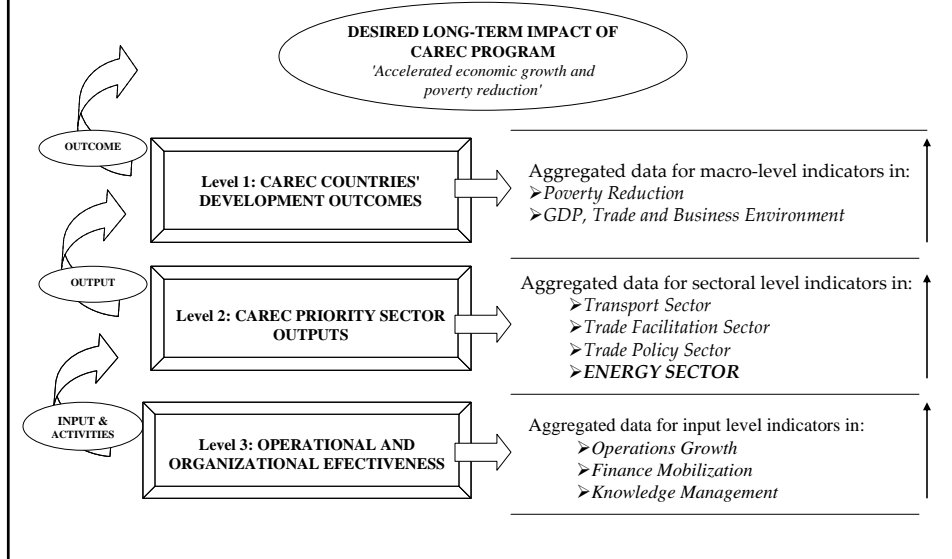 DESIRED LONG-TERM IMPACT OF
CAREC PROGRAM
'Accelerated economic growth and
poverty reduction'
OUTCOME
Level 1: CAREC COUNTRIES'
DEVELOPMENT OUTCOMES
Aggregated data for macro-level indicators in:
➢Poverty Reduction
➢GDP, Trade and Business Environment
OUTPUT
Level 2: CAREC PRIORITY SECTOR
OUTPUTS
Aggregated data for sectoral level indicators in:
➢Transport Sector
➢Trade Facilitation Sector
➢Trade Policy Sector
➢ENERGY SECTOR
INPUT &
ACTIVITIES
Level 3: OPERATIONAL AND
ORGANIZATIONAL EFECTIVENESS
Aggregated data for input level indicators in:
➢Operations Growth
➢Finance Mobilization
➢Knowledge Management